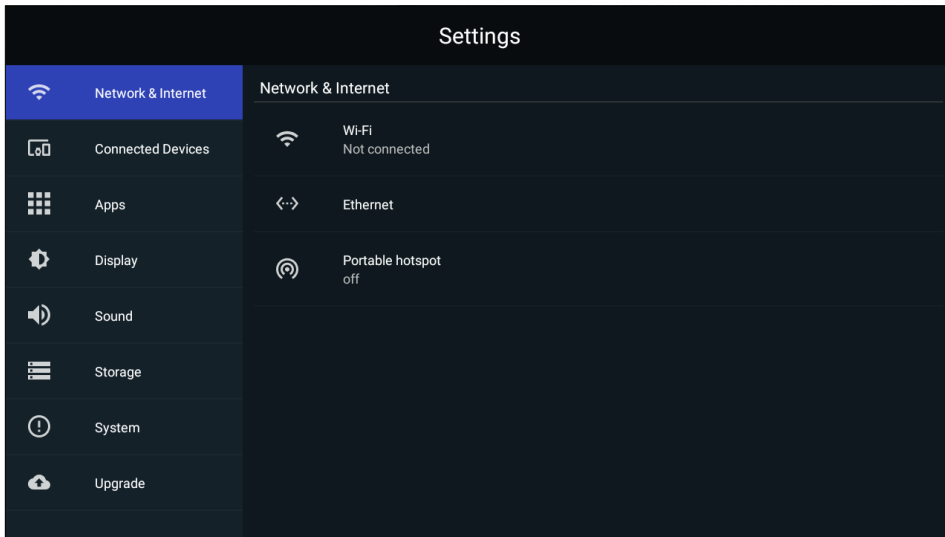 Settings
Network & Internet
Connected Devices
Apps
Display
Sound
Storage
System
Upgrade
Network & Internet
Wi-Fi
Not connected
Ethernet
Portable hotspot
off